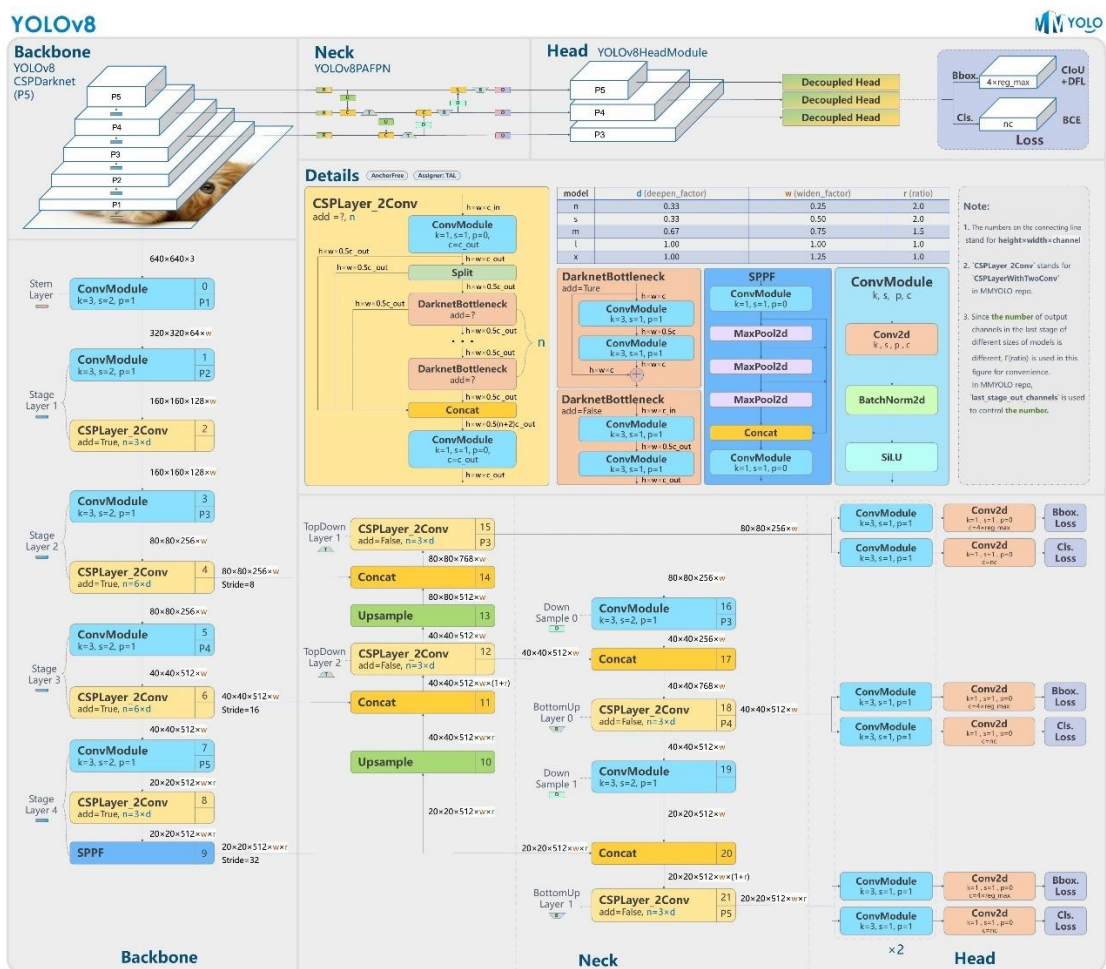 YOLOv8
MM YOLO
Backbone
YOLOv8
CSPDarknet
(P5)
P5
P4
P3
P2
P1
Neck
YOLOv8PAFPN
Head YOLOv8HeadModule
P5
P4
P3
Decoupled Head
Decoupled Head
Decoupled Head
Bbox.
4×reg_max
CIoU
+DFL
Cls.
nc
BCE
Loss
Details
AnchorFree
Assigner: TAL
CSPLayer_2Conv
add =?, n
h×w×c_in
ConvModule
k=1, s=1, p=0,
c=c_out
h×w×c_out
h×w×0.5c_out
Split
h×w×0.5c_out
h×w×0.5c_out
DarknetBottleneck
add=?
h×w×0.5c_out
...
h×w×0.5c_out
n
DarknetBottleneck
add=?
h×w×0.5c_out
Concat
h×w×0.5(n+2)c_out
ConvModule
k=1, s=1, p=0,
c=c_out
h×w×c_out
model d (deepen_factor) w (widen_factor) r (ratio)
n 0.33 0.25 2.0
s 0.33 0.50 2.0
m 0.67 0.75 1.5
l 1.00 1.00 1.0
x 1.00 1.25 1.0
DarknetBottleneck
add=Ture
h×w×c
ConvModule
k=3, s=1, p=1
h×w×0.5c
ConvModule
k=3, s=1, p=1
h×w×c
DarknetBottleneck
add=False
h×w×c_in
ConvModule
k=3, s=1, p=1
h×w×0.5c_out
ConvModule
k=3, s=1, p=1
h×w×c_out
SPPF
ConvModule
k=1, s=1, p=0
MaxPool2d
MaxPool2d
MaxPool2d
Concat
ConvModule
k=1, s=1, p=0
ConvModule
k, s, p, c
Conv2d
k, s, p, c
BatchNorm2d
SiLU
Note:
1. The numbers on the connecting line
stand for height×width×channel
2. `CSPLayer_2Conv` stands for
`CSPLayerWithTwoConv`
in MMYOLO repo.
3. Since the number of output
channels in the last stage of
different sizes of models is
different, r(ratio) is used in this
figure for convenience.
In MMYOLO repo,
`last_stage_out_channels` is used
to control the number.
640×640×3
Stem
Layer
ConvModule 0
k=3, s=2, p=1 P1
320×320×64×w
ConvModule 1
k=3, s=2, p=1 P2
Stage
Layer 1
160×160×128×w
CSPLayer_2Conv 2
add=True, n=3×d
160×160×128×w
ConvModule 3
k=3, s=2, p=1 P3
Stage
Layer 2
80×80×256×w
CSPLayer_2Conv 4
add=True, n=6×d
80×80×256×w
Stride=8
80×80×256×w
ConvModule 5
k=3, s=2, p=1 P4
Stage
Layer 3
40×40×512×w
CSPLayer_2Conv 6
add=True, n=6×d
40×40×512×w
Stride=16
40×40×512×w
ConvModule 7
k=3, s=2, p=1 P5
Stage
Layer 4
20×20×512×w×r
CSPLayer_2Conv 8
add=True, n=3×d
20×20×512×w×r
SPPF 9
20×20×512×w×r
Stride=32
Backbone
TopDown
Layer 1
T
CSPLayer_2Conv 15
add=False, n=3×d P3
80×80×768×w
Concat 14
80×80×512×w
Upsample 13
40×40×512×w
TopDown
Layer 2
T
CSPLayer_2Conv 12
add=False, n=3×d
40×40×512×w
40×40×512×w×(1+r)
Concat 11
40×40×512×w×r
Upsample 10
20×20×512×w×r
80×80×256×w
80×80×256×w
Down
Sample 0
D
ConvModule 16
k=3, s=2, p=1 P3
40×40×256×w
Concat 17
40×40×768×w
BottomUp
Layer 0
B
CSPLayer_2Conv 18
add=False, n=3×d P4
40×40×512×w
40×40×512×w
Down
Sample 1
D
ConvModule 19
k=3, s=2, p=1
20×20×512×w
20×20×512×w×r
Concat 20
20×20×512×w×(1+r)
BottomUp
Layer 1
B
CSPLayer_2Conv 21
add=False, n=3×d P5
20×20×512×w×r
Neck
ConvModule
k=3, s=1, p=1
Conv2d
k=1, s=1, p=0
c=4×reg_max
Bbox.
Loss
ConvModule
k=3, s=1, p=1
Conv2d
k=1, s=1, p=0
c=nc
Cls.
Loss
ConvModule
k=3, s=1, p=1
Conv2d
k=1, s=1, p=0
c=4×reg_max
Bbox.
Loss
ConvModule
k=3, s=1, p=1
Conv2d
k=1, s=1, p=0
c=nc
Cls.
Loss
ConvModule
k=3, s=1, p=1
Conv2d
k=1, s=1, p=0
c=4×reg_max
Bbox.
Loss
ConvModule
k=3, s=1, p=1
Conv2d
k=1, s=1, p=0
c=nc
Cls.
Loss
×2
Head